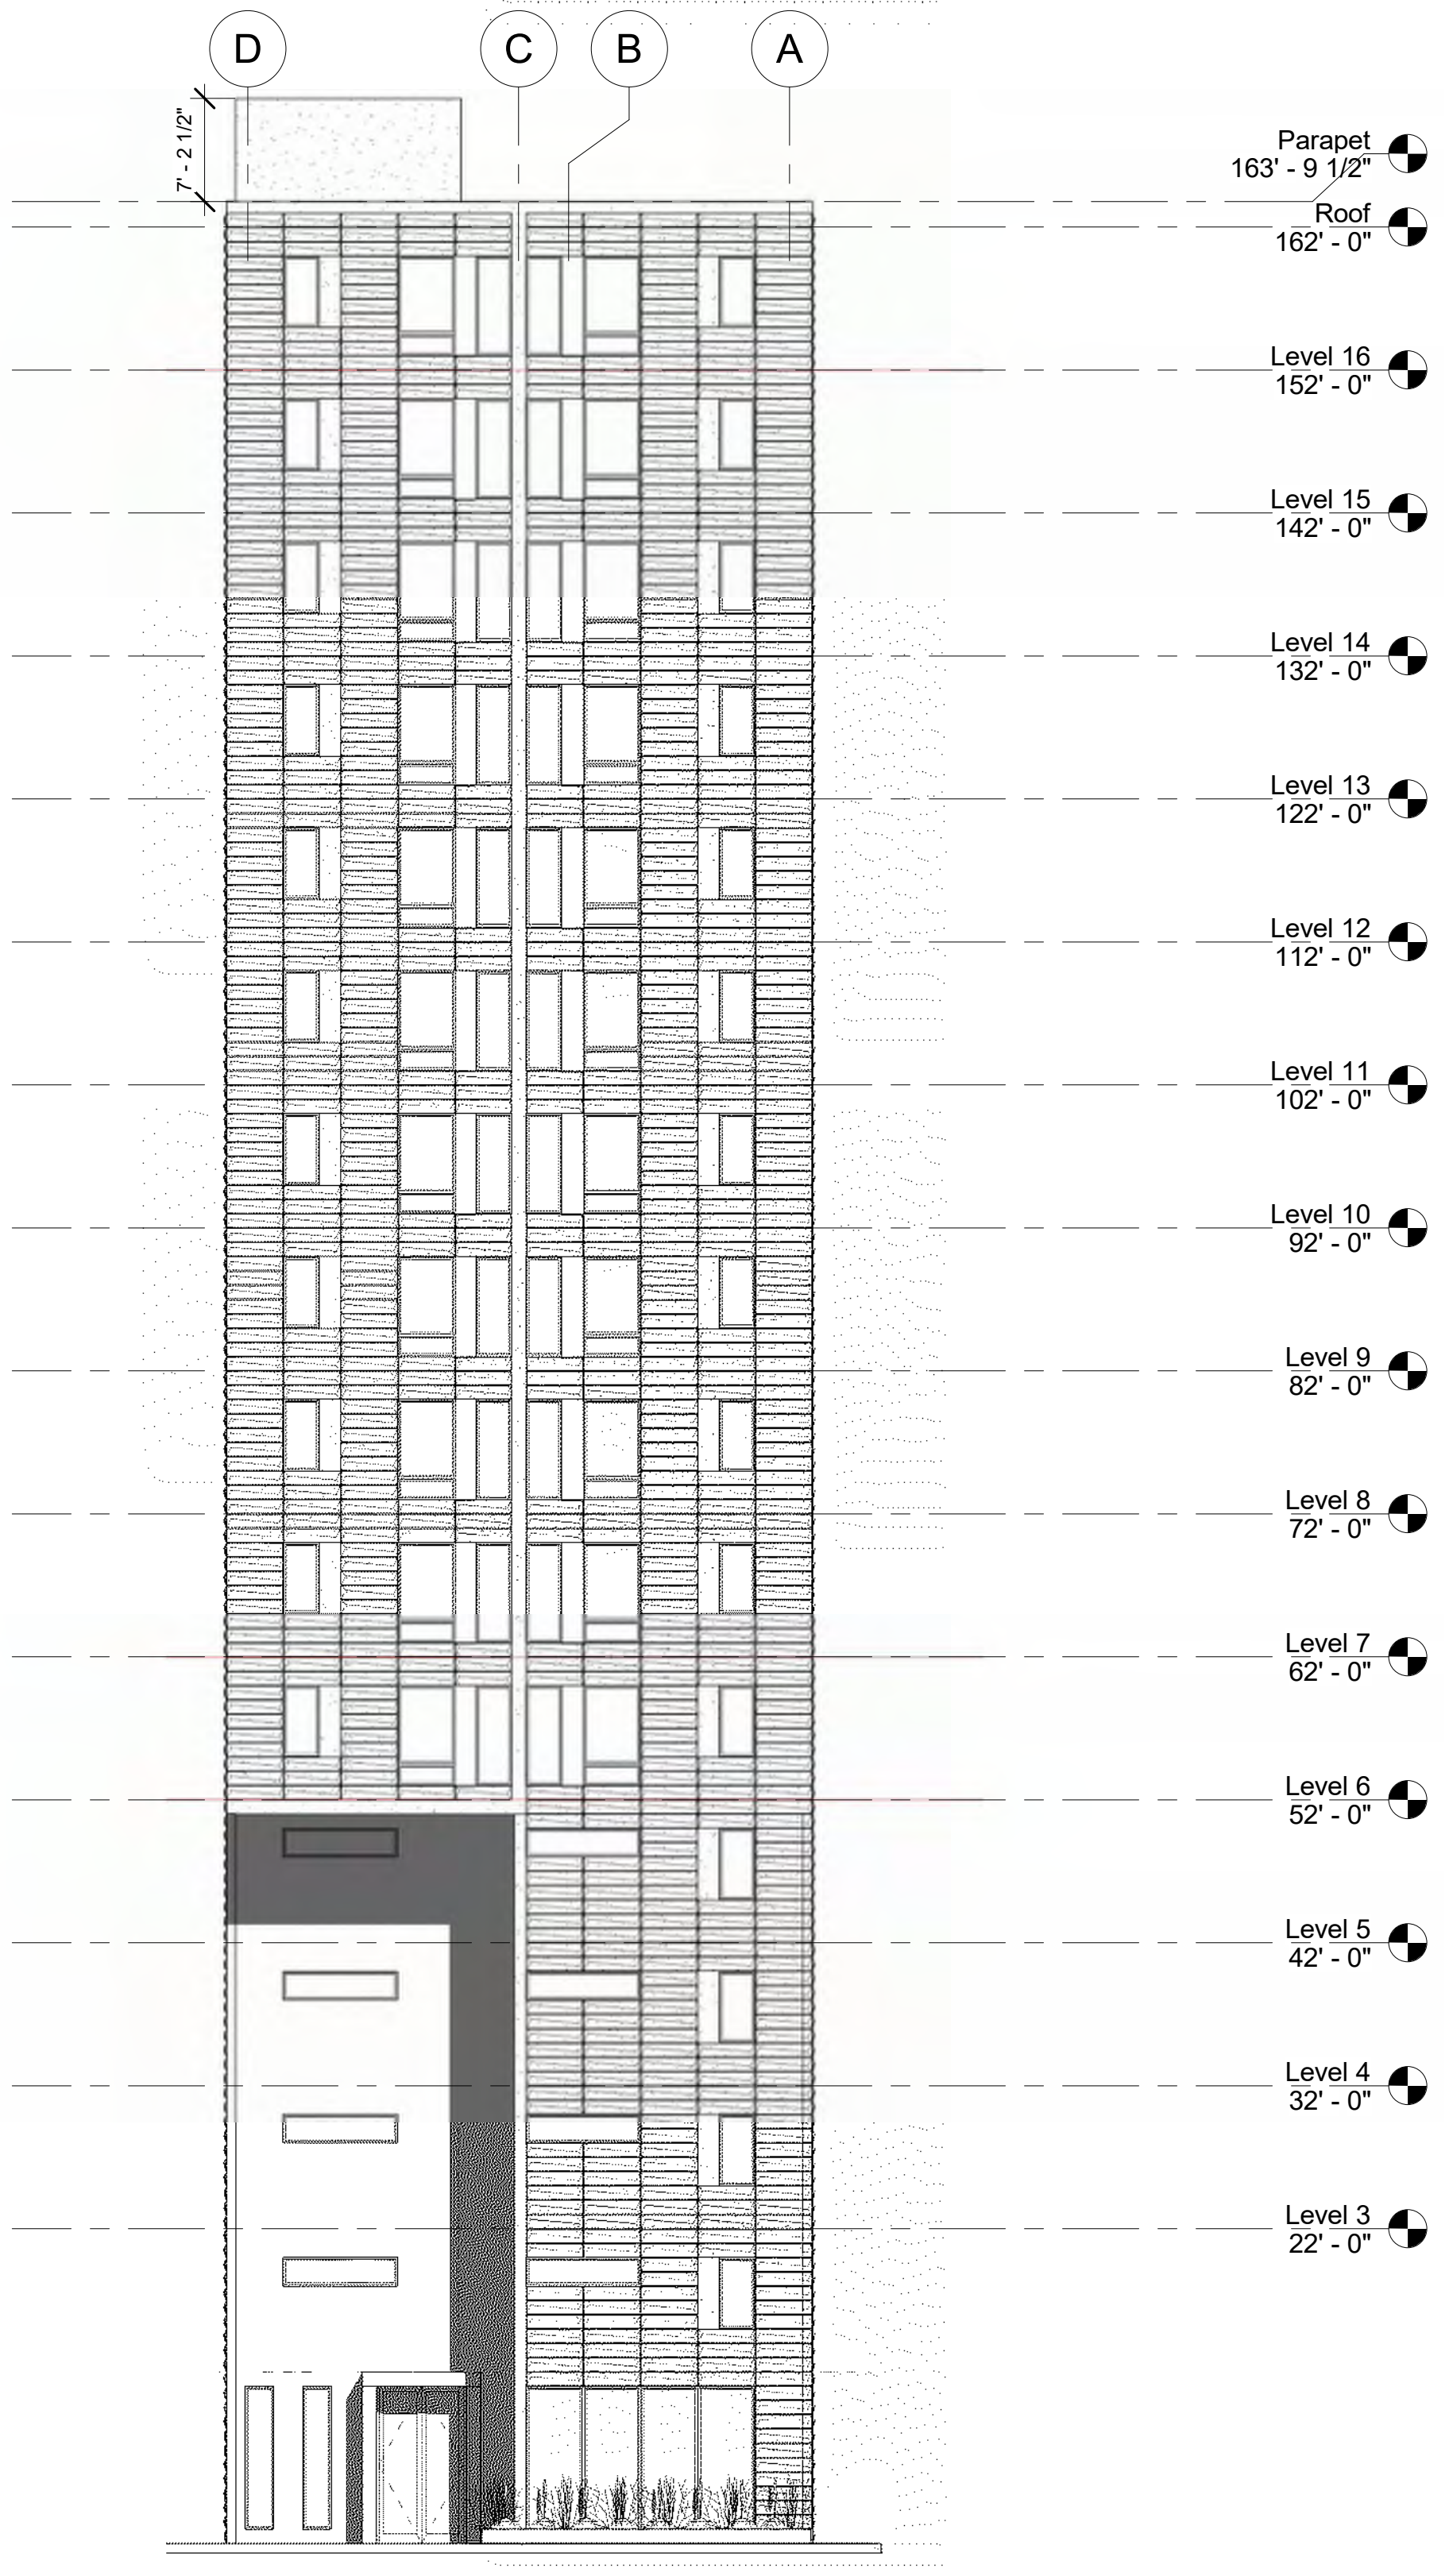 D
C
B
A
7' - 2 1/2"
Parapet
163' - 9 1/2"
Roof
162' - 0"
Level 16
152' - 0"
Level 15
142' - 0"
Level 14
132' - 0"
Level 13
122' - 0"
Level 12
112' - 0"
Level 11
102' - 0"
Level 10
92' - 0"
Level 9
82' - 0"
Level 8
72' - 0"
Level 7
62' - 0"
Level 6
52' - 0"
Level 5
42' - 0"
Level 4
32' - 0"
Level 3
22' - 0"